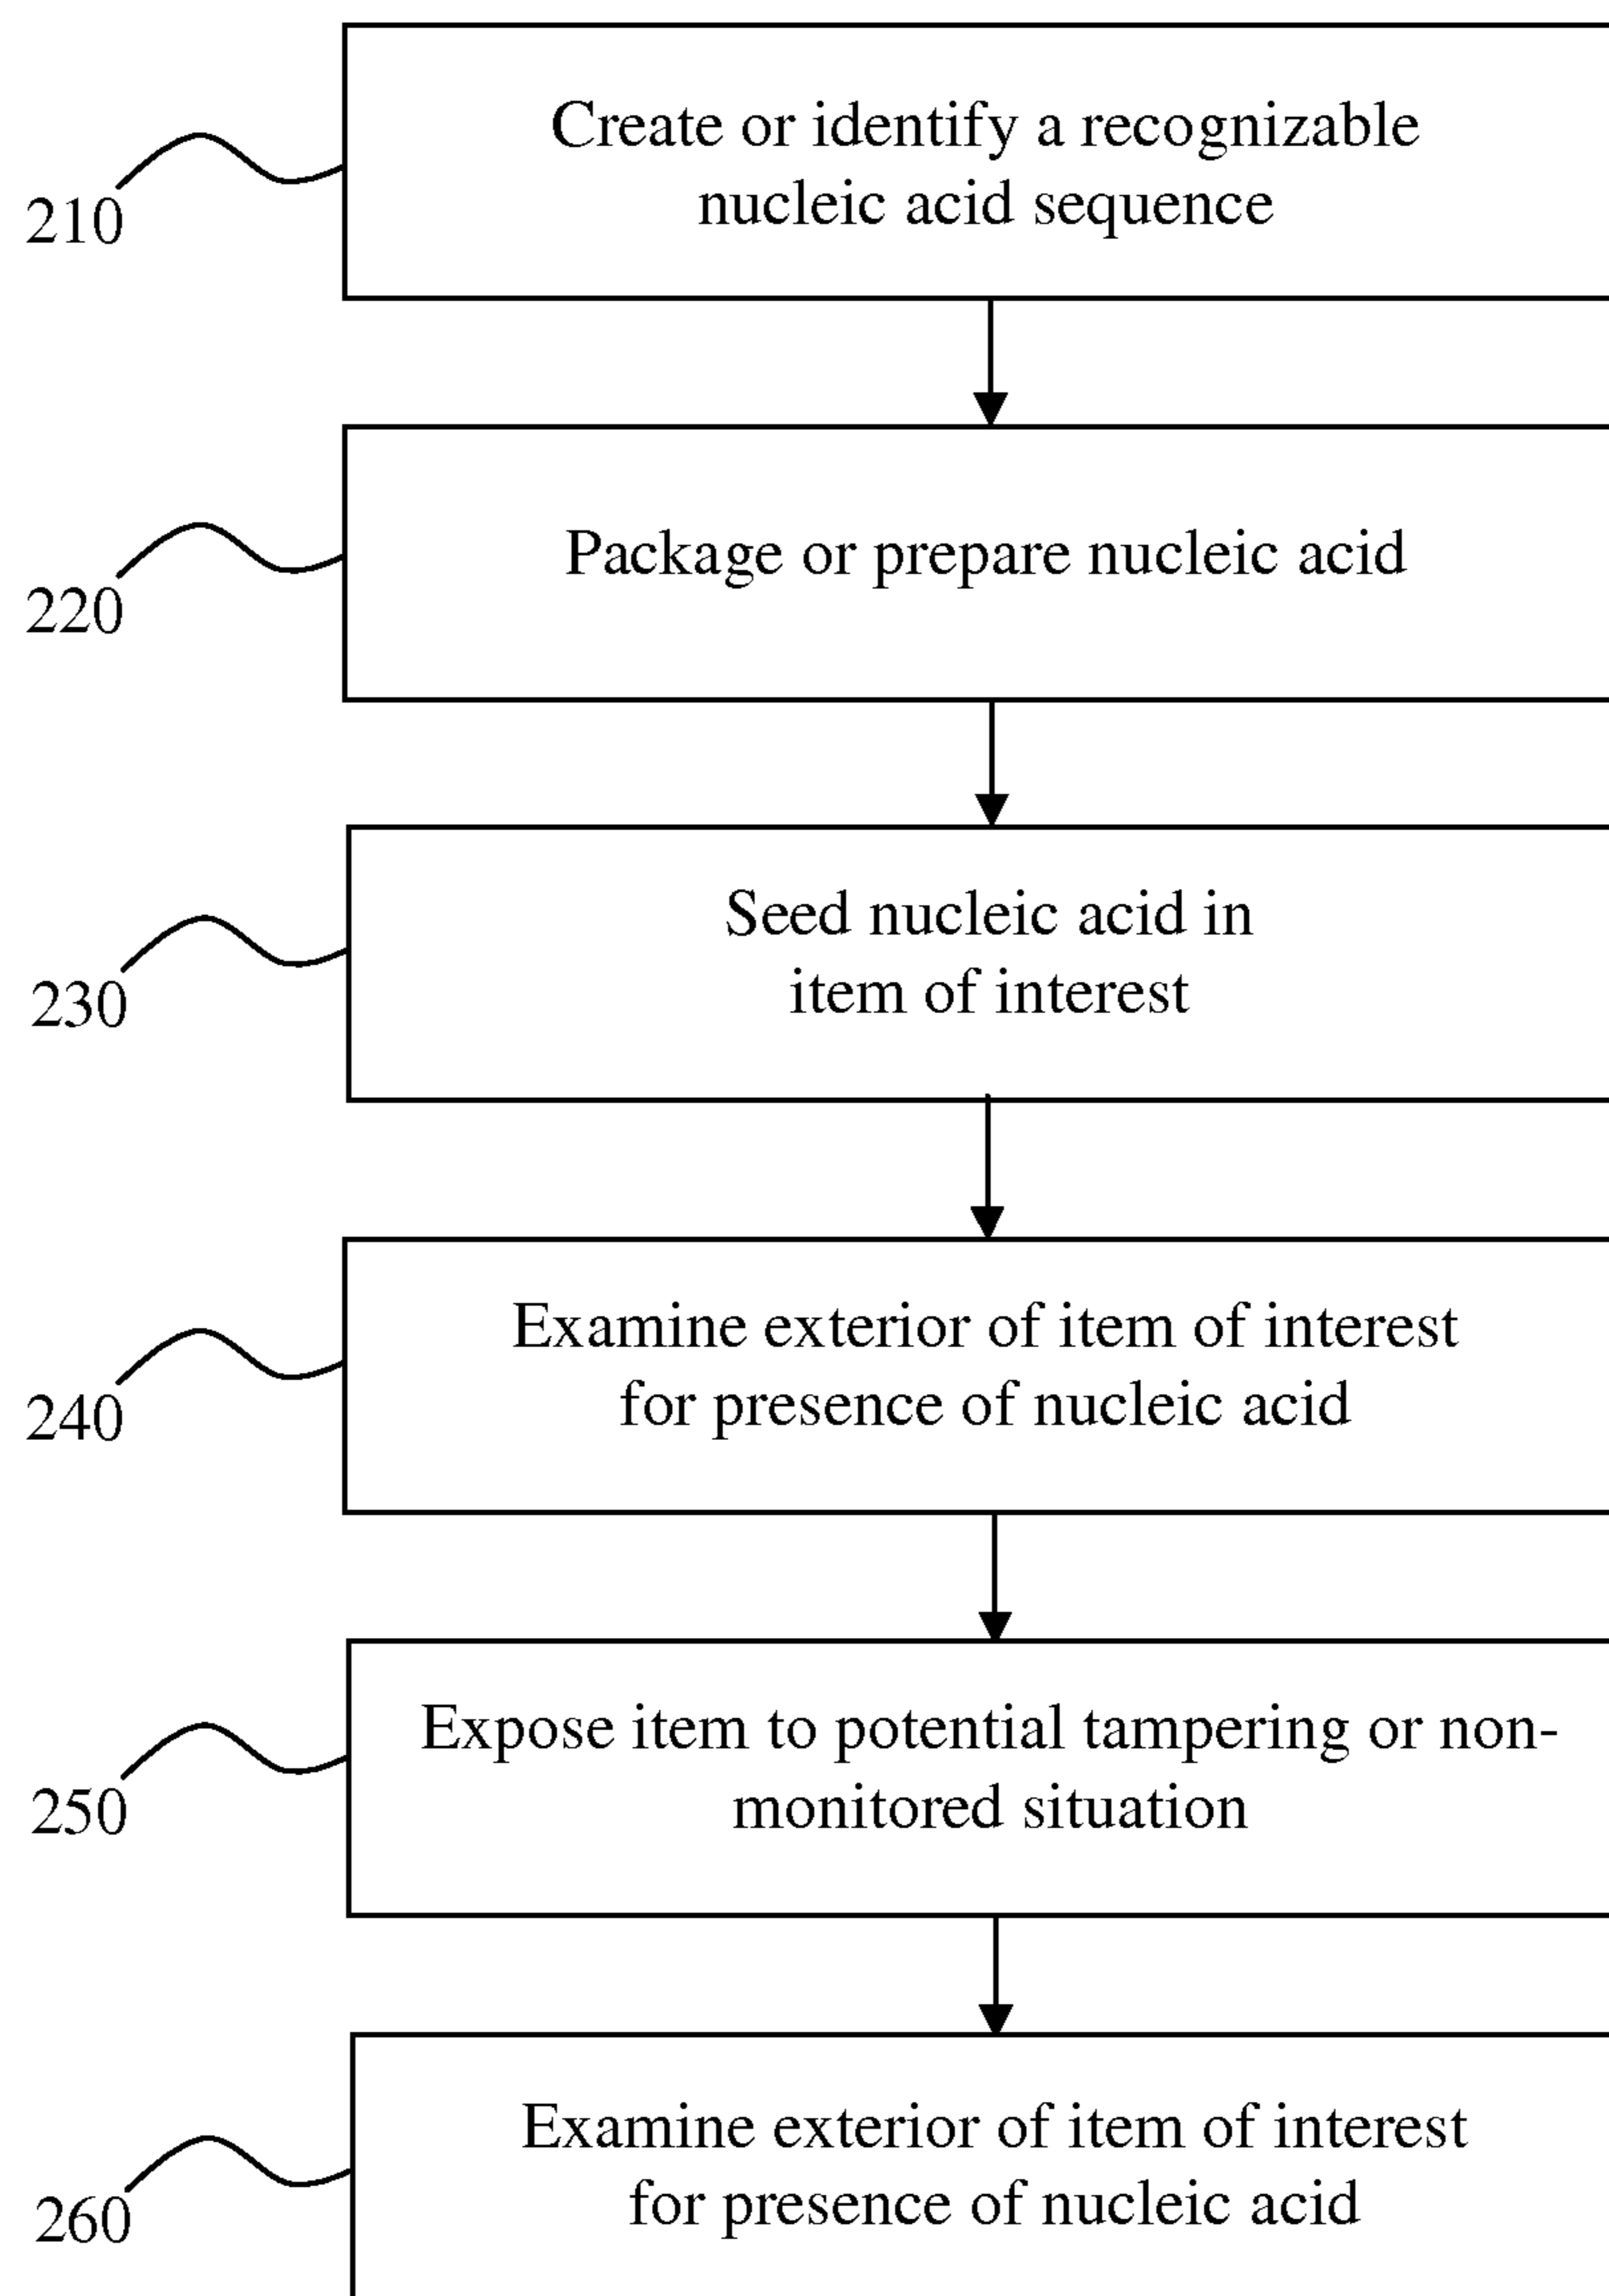 Create or identify a recognizable
nucleic acid sequence
210
Package or prepare nucleic acid
220
Seed nucleic acid in
item of interest
230
Examine exterior of item of interest
for presence of nucleic acid
240
Expose item to potential tampering or non-
monitored situation
250
Examine exterior of item of interest
for presence of nucleic acid
260